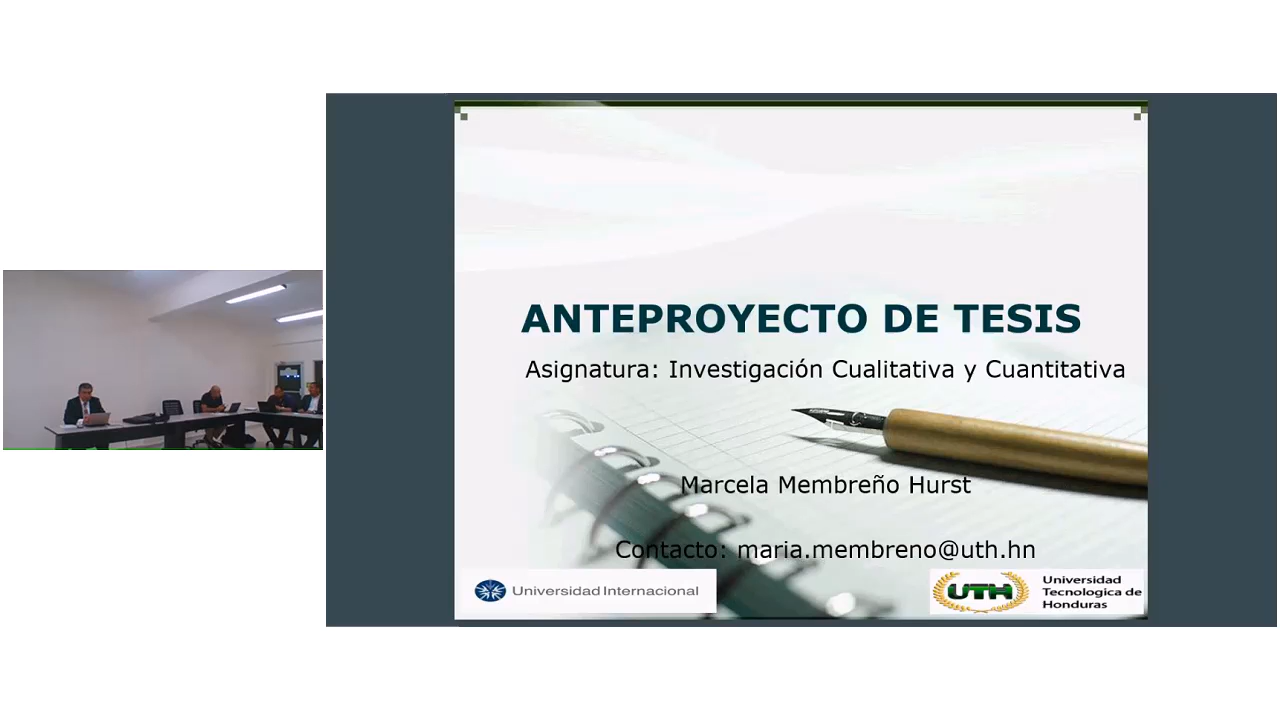 ANTEPROYECTO DE TESIS
Asignatura: Investigación Cualitativa y Cuantitativa
Marcela Membreño Hurst
Contacto: maria.membreno@uth.hn
Universidad Internacional
UTH
Universidad
Tecnologica de
Honduras